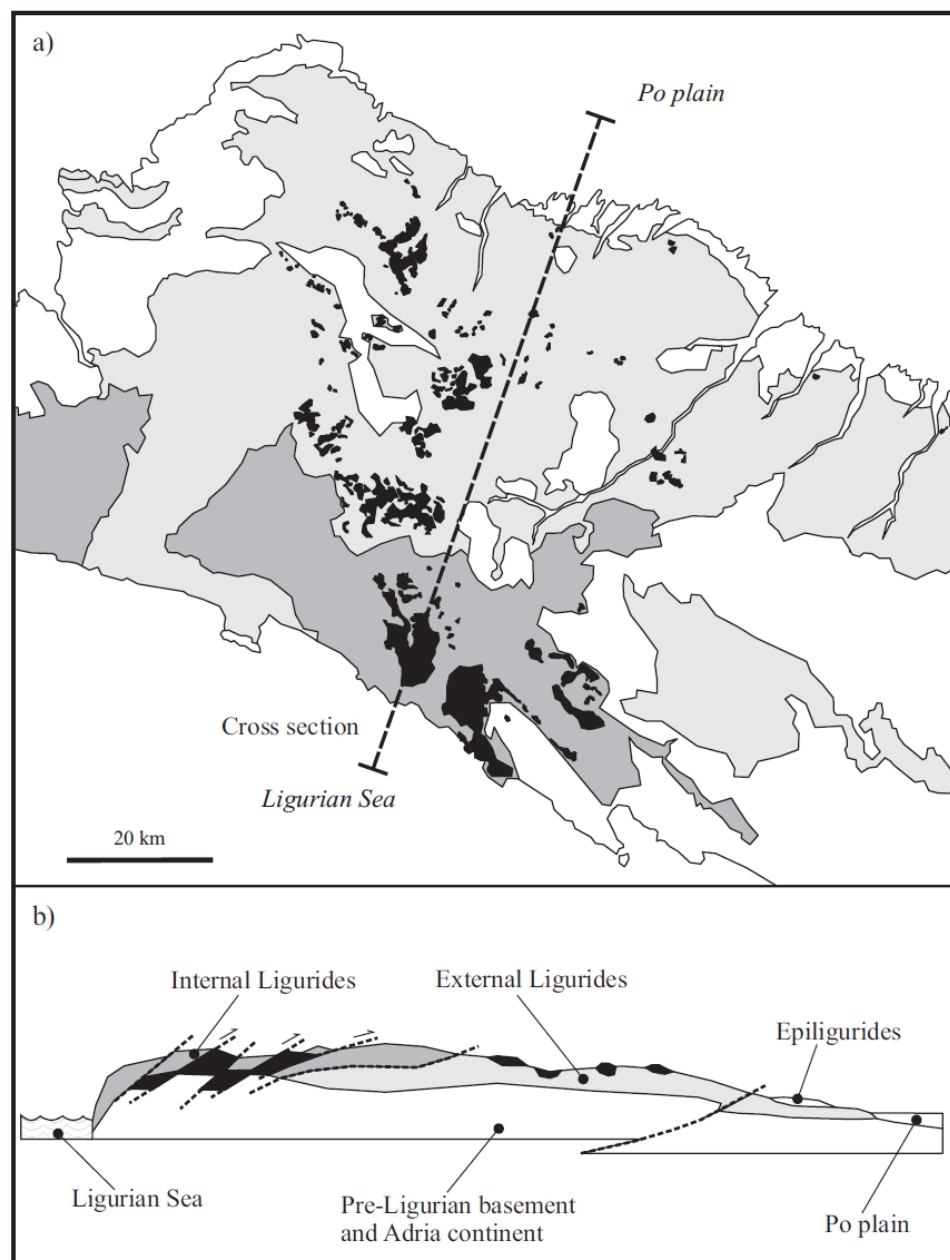 a)
Po plain
Cross section
Ligurian Sea
20 km
b)
Internal Ligurides
External Ligurides
Epiligurides
Ligurian Sea
Pre-Ligurian basement
and Adria continent
Po plain